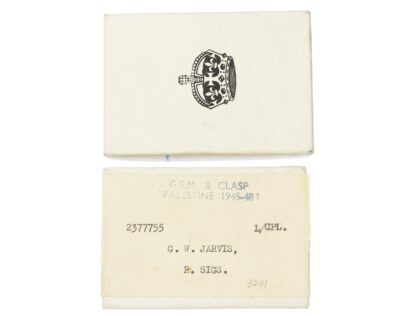 G.S.M. & CLASP
"PALESTINE 1945-48"
2377755 L/CPL.
G. W. JARVIS,
R. SIGS.